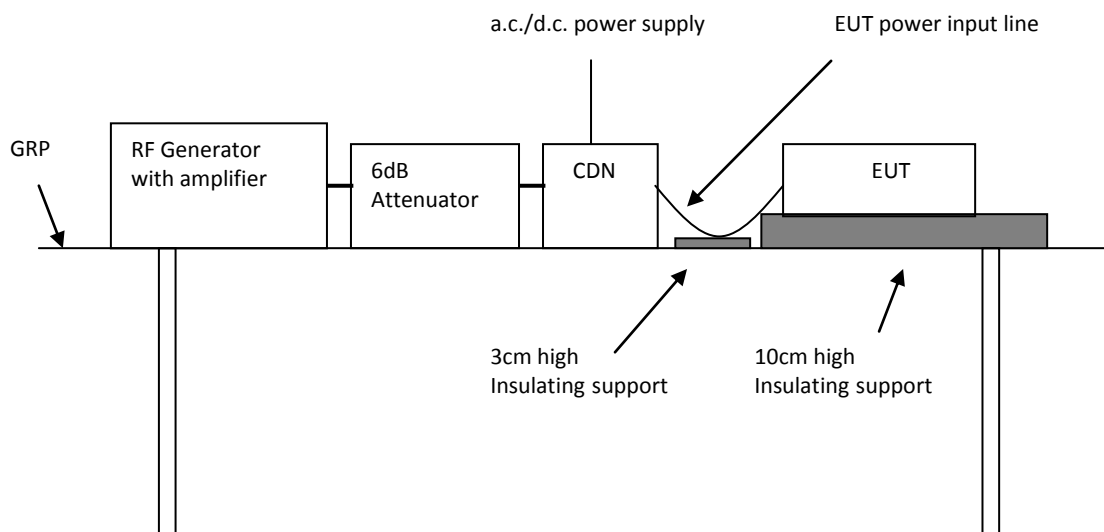 a.c./d.c. power supply
EUT power input line
GRP
RF Generator
with amplifier
6dB
Attenuator
CDN
EUT
3cm high
Insulating support
10cm high
Insulating support